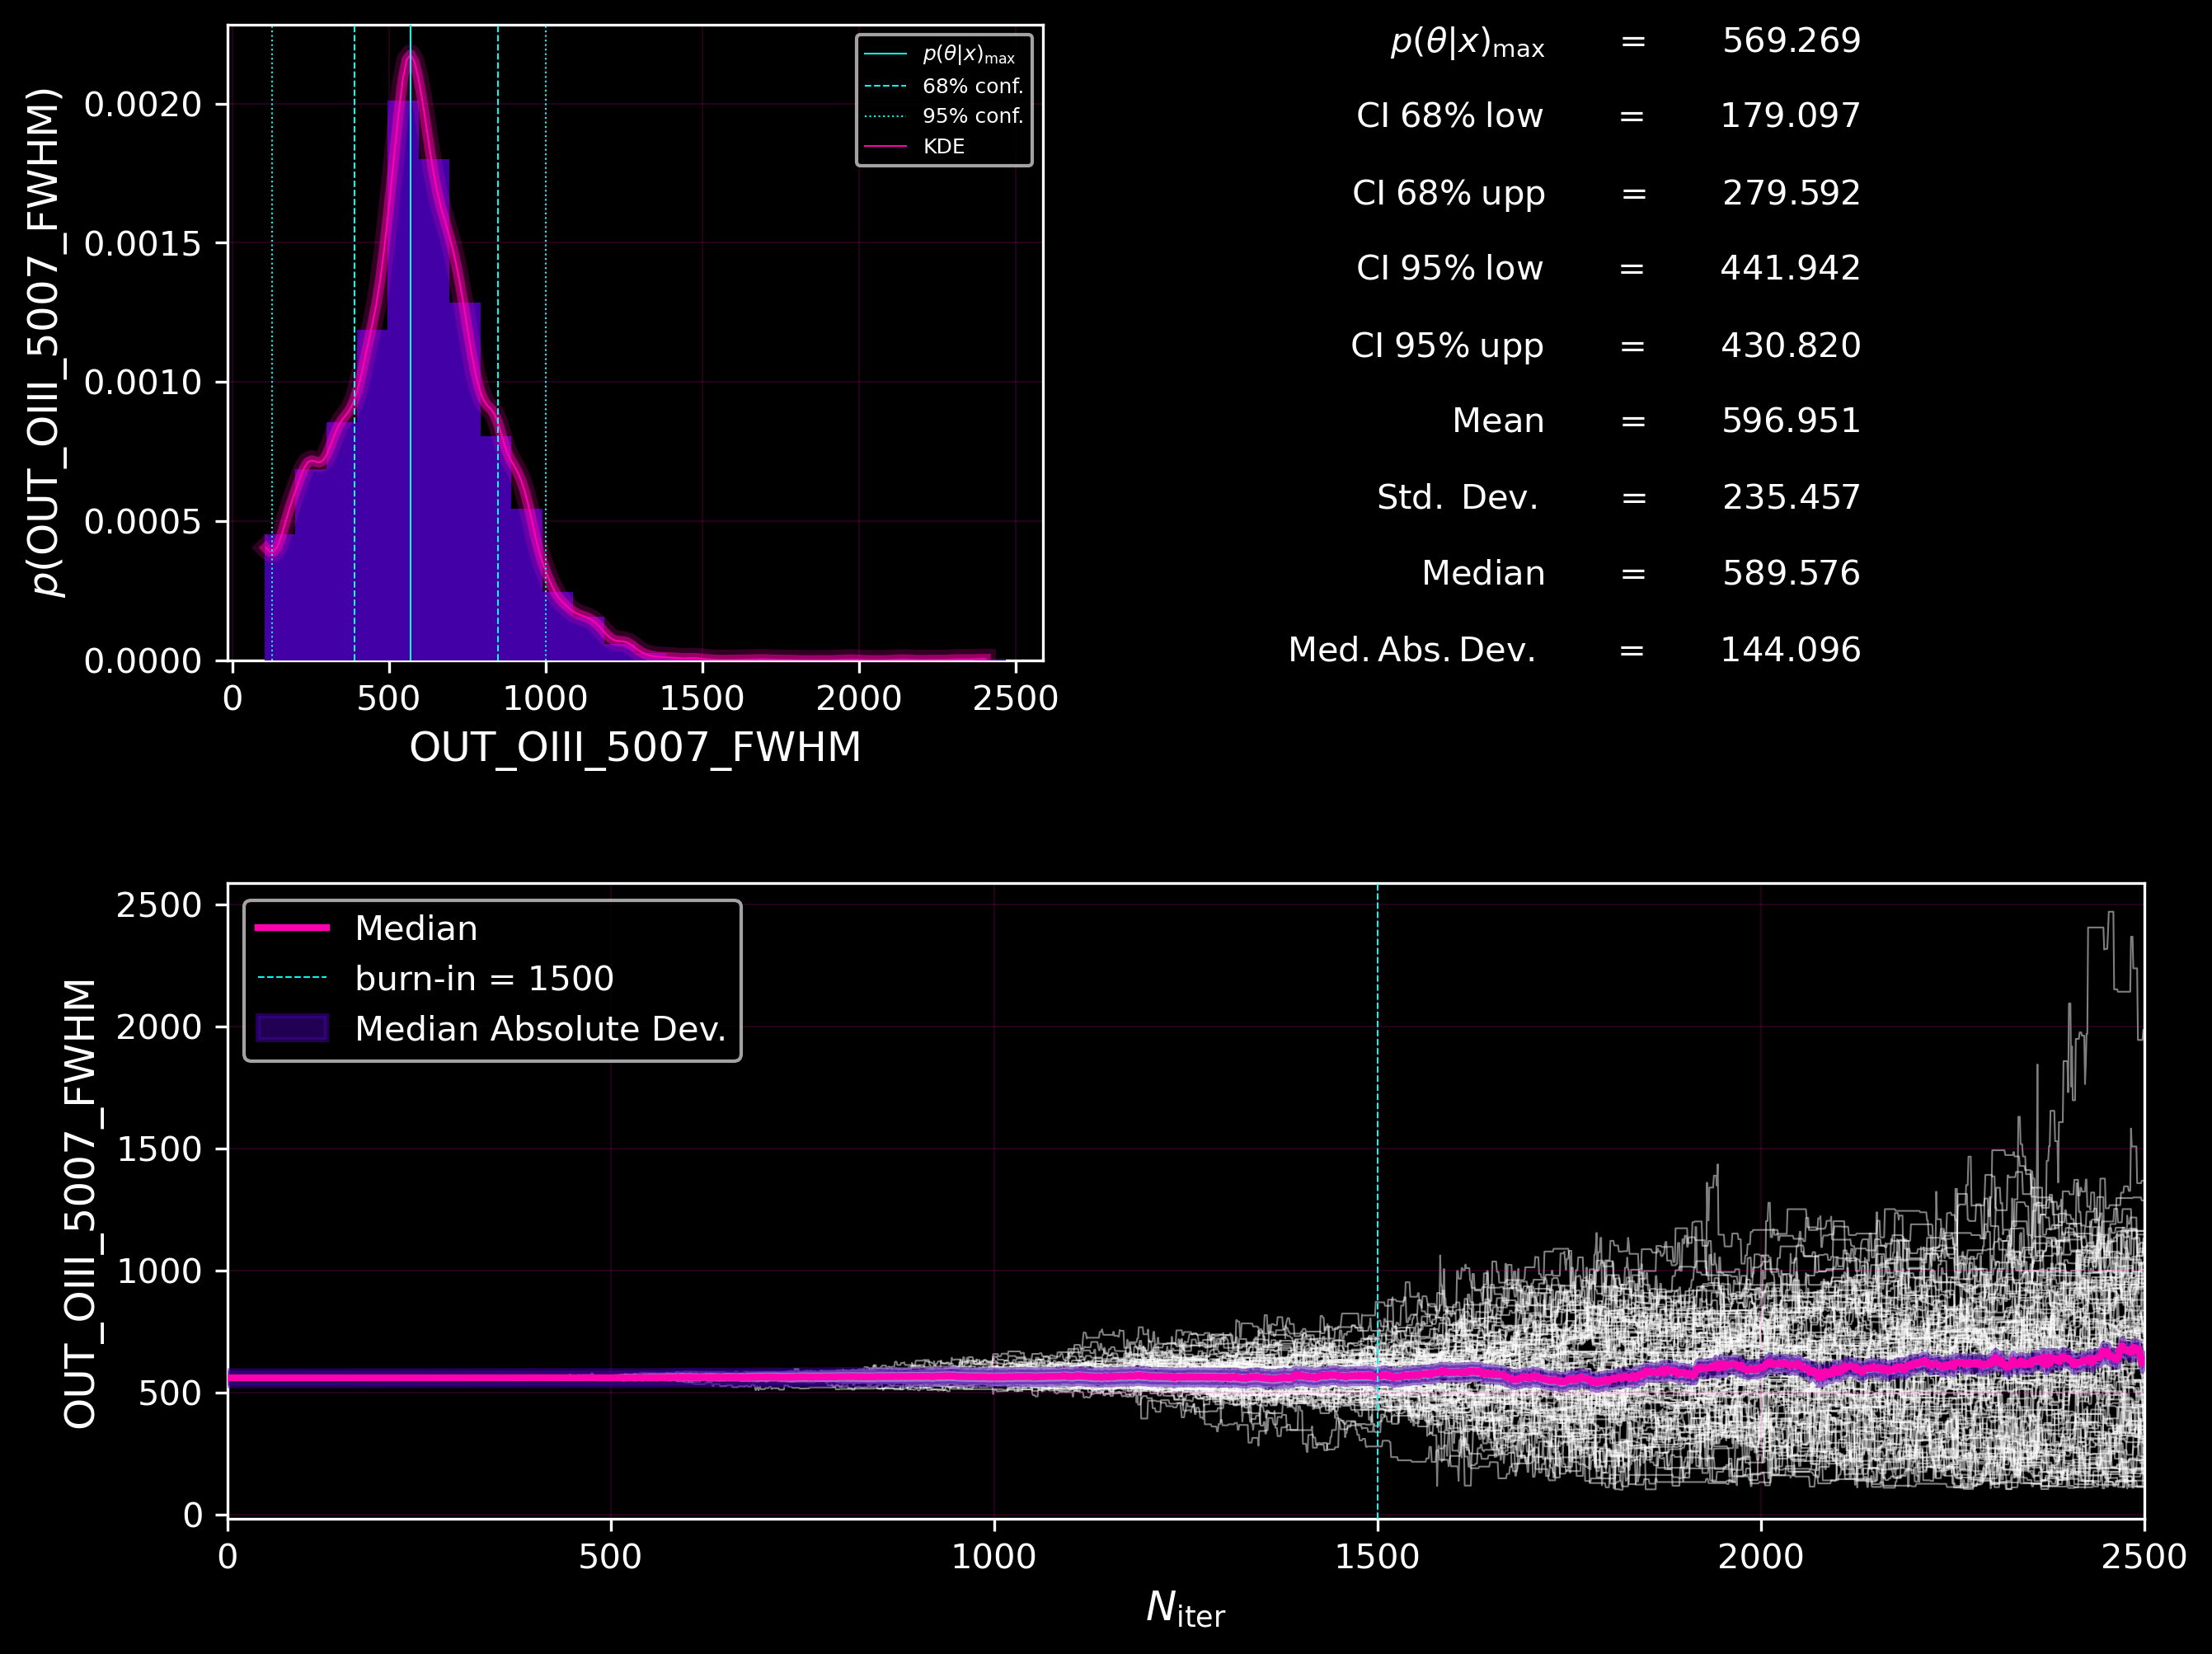 p(OUT_OIII_5007_FWHM)
0.0020
0.0015
0.0010
0.0005
0.0000
0 500 1000 1500 2000 2500
OUT_OIII_5007_FWHM
p(θ|x)max
68% conf.
95% conf.
KDE
p(θ|x)max = 569.269
CI 68% low = 179.097
CI 68% upp = 279.592
CI 95% low = 441.942
CI 95% upp = 430.820
Mean = 596.951
Std. Dev. = 235.457
Median = 589.576
Med. Abs. Dev. = 144.096
OUT_OIII_5007_FWHM
2500
2000
1500
1000
500
0
Median
burn-in = 1500
Median Absolute Dev.
0 500 1000 1500 2000 2500
Niter